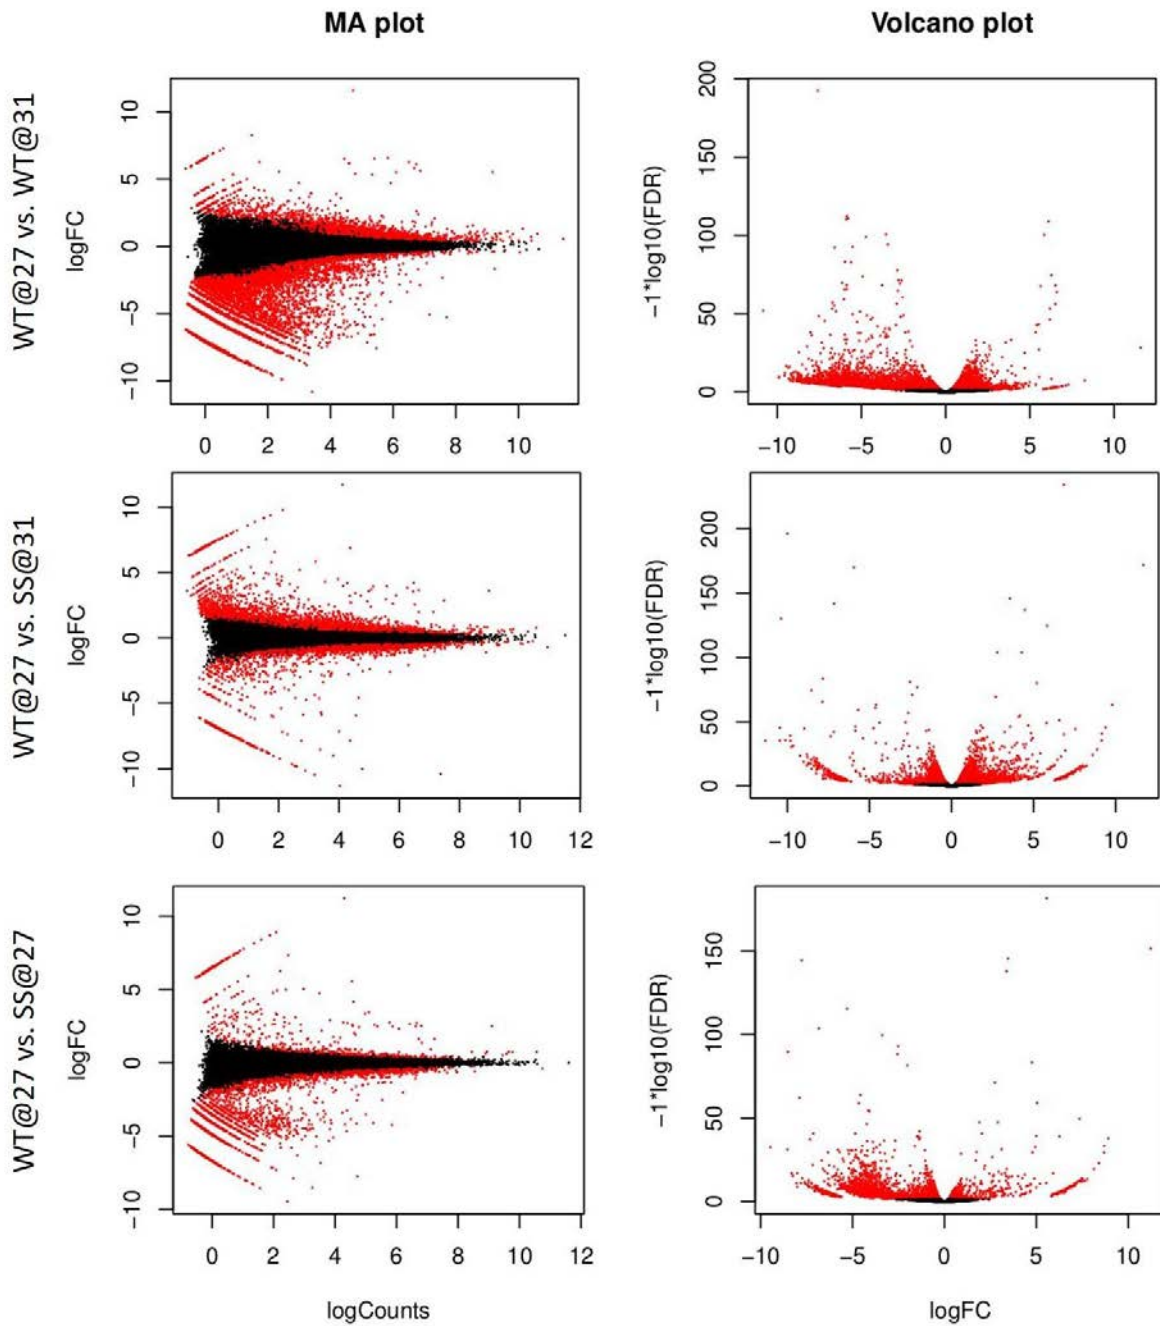 MA plot
Volcano plot
WT@27 vs. WT@31
logFC
10
5
0
−5
−10
0 2 4 6 8 10
−1*log10(FDR)
200
150
100
50
0
−10 −5 0 5 10
WT@27 vs. SS@31
logFC
10
5
0
−5
−10
0 2 4 6 8 10 12
−1*log10(FDR)
200
150
100
50
0
−10 −5 0 5 10
WT@27 vs. SS@27
logFC
10
5
0
−5
−10
0 2 4 6 8 10 12
−1*log10(FDR)
150
100
50
0
−10 −5 0 5 10
logCounts
logFC